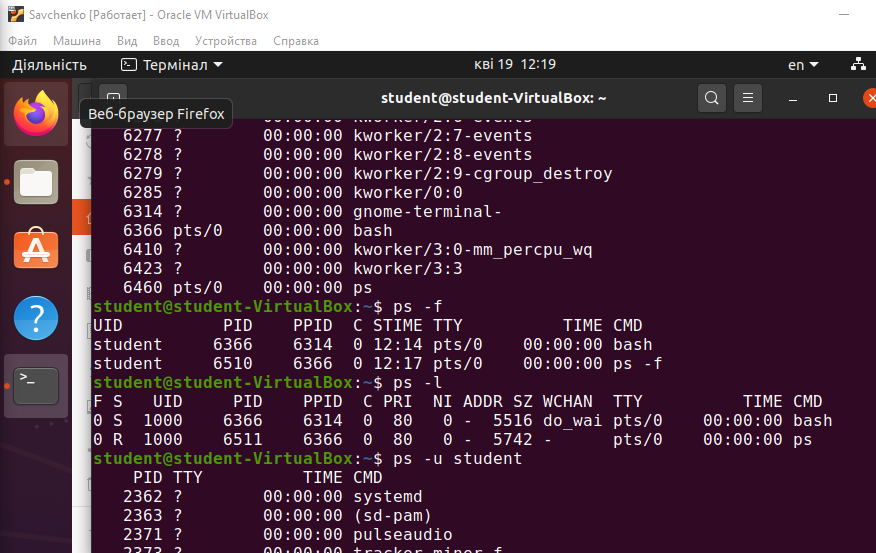 Savchenko [Работает] - Oracle VM VirtualBox
Файл Машина Вид Ввод Устройства Справка
Діяльність Термінал кві 19 12:19 en
student@student-VirtualBox: ~
Веб-браузер Firefox
6277 ? 00:00:00 kworker/2:7-events
6278 ? 00:00:00 kworker/2:8-events
6279 ? 00:00:00 kworker/2:9-cgroup_destroy
6285 ? 00:00:00 kworker/0:0
6314 ? 00:00:00 gnome-terminal-
6366 pts/0 00:00:00 bash
6410 ? 00:00:00 kworker/3:0-mm_percpu_wq
6423 ? 00:00:00 kworker/3:3
6460 pts/0 00:00:00 ps
student@student-VirtualBox:~$ ps -f
UID PID PPID C STIME TTY TIME CMD
student 6366 6314 0 12:14 pts/0 00:00:00 bash
student 6510 6366 0 12:17 pts/0 00:00:00 ps -f
student@student-VirtualBox:~$ ps -l
F S UID PID PPID C PRI NI ADDR SZ WCHAN TTY TIME CMD
0 S 1000 6366 6314 0 80 0 - 5516 do_wai pts/0 00:00:00 bash
0 R 1000 6511 6366 0 80 0 - 5742 - pts/0 00:00:00 ps
student@student-VirtualBox:~$ ps -u student
PID TTY TIME CMD
2362 ? 00:00:00 systemd
2363 ? 00:00:00 (sd-pam)
2371 ? 00:00:00 pulseaudio
2373 ? 00:00:00 tracker-miner-f